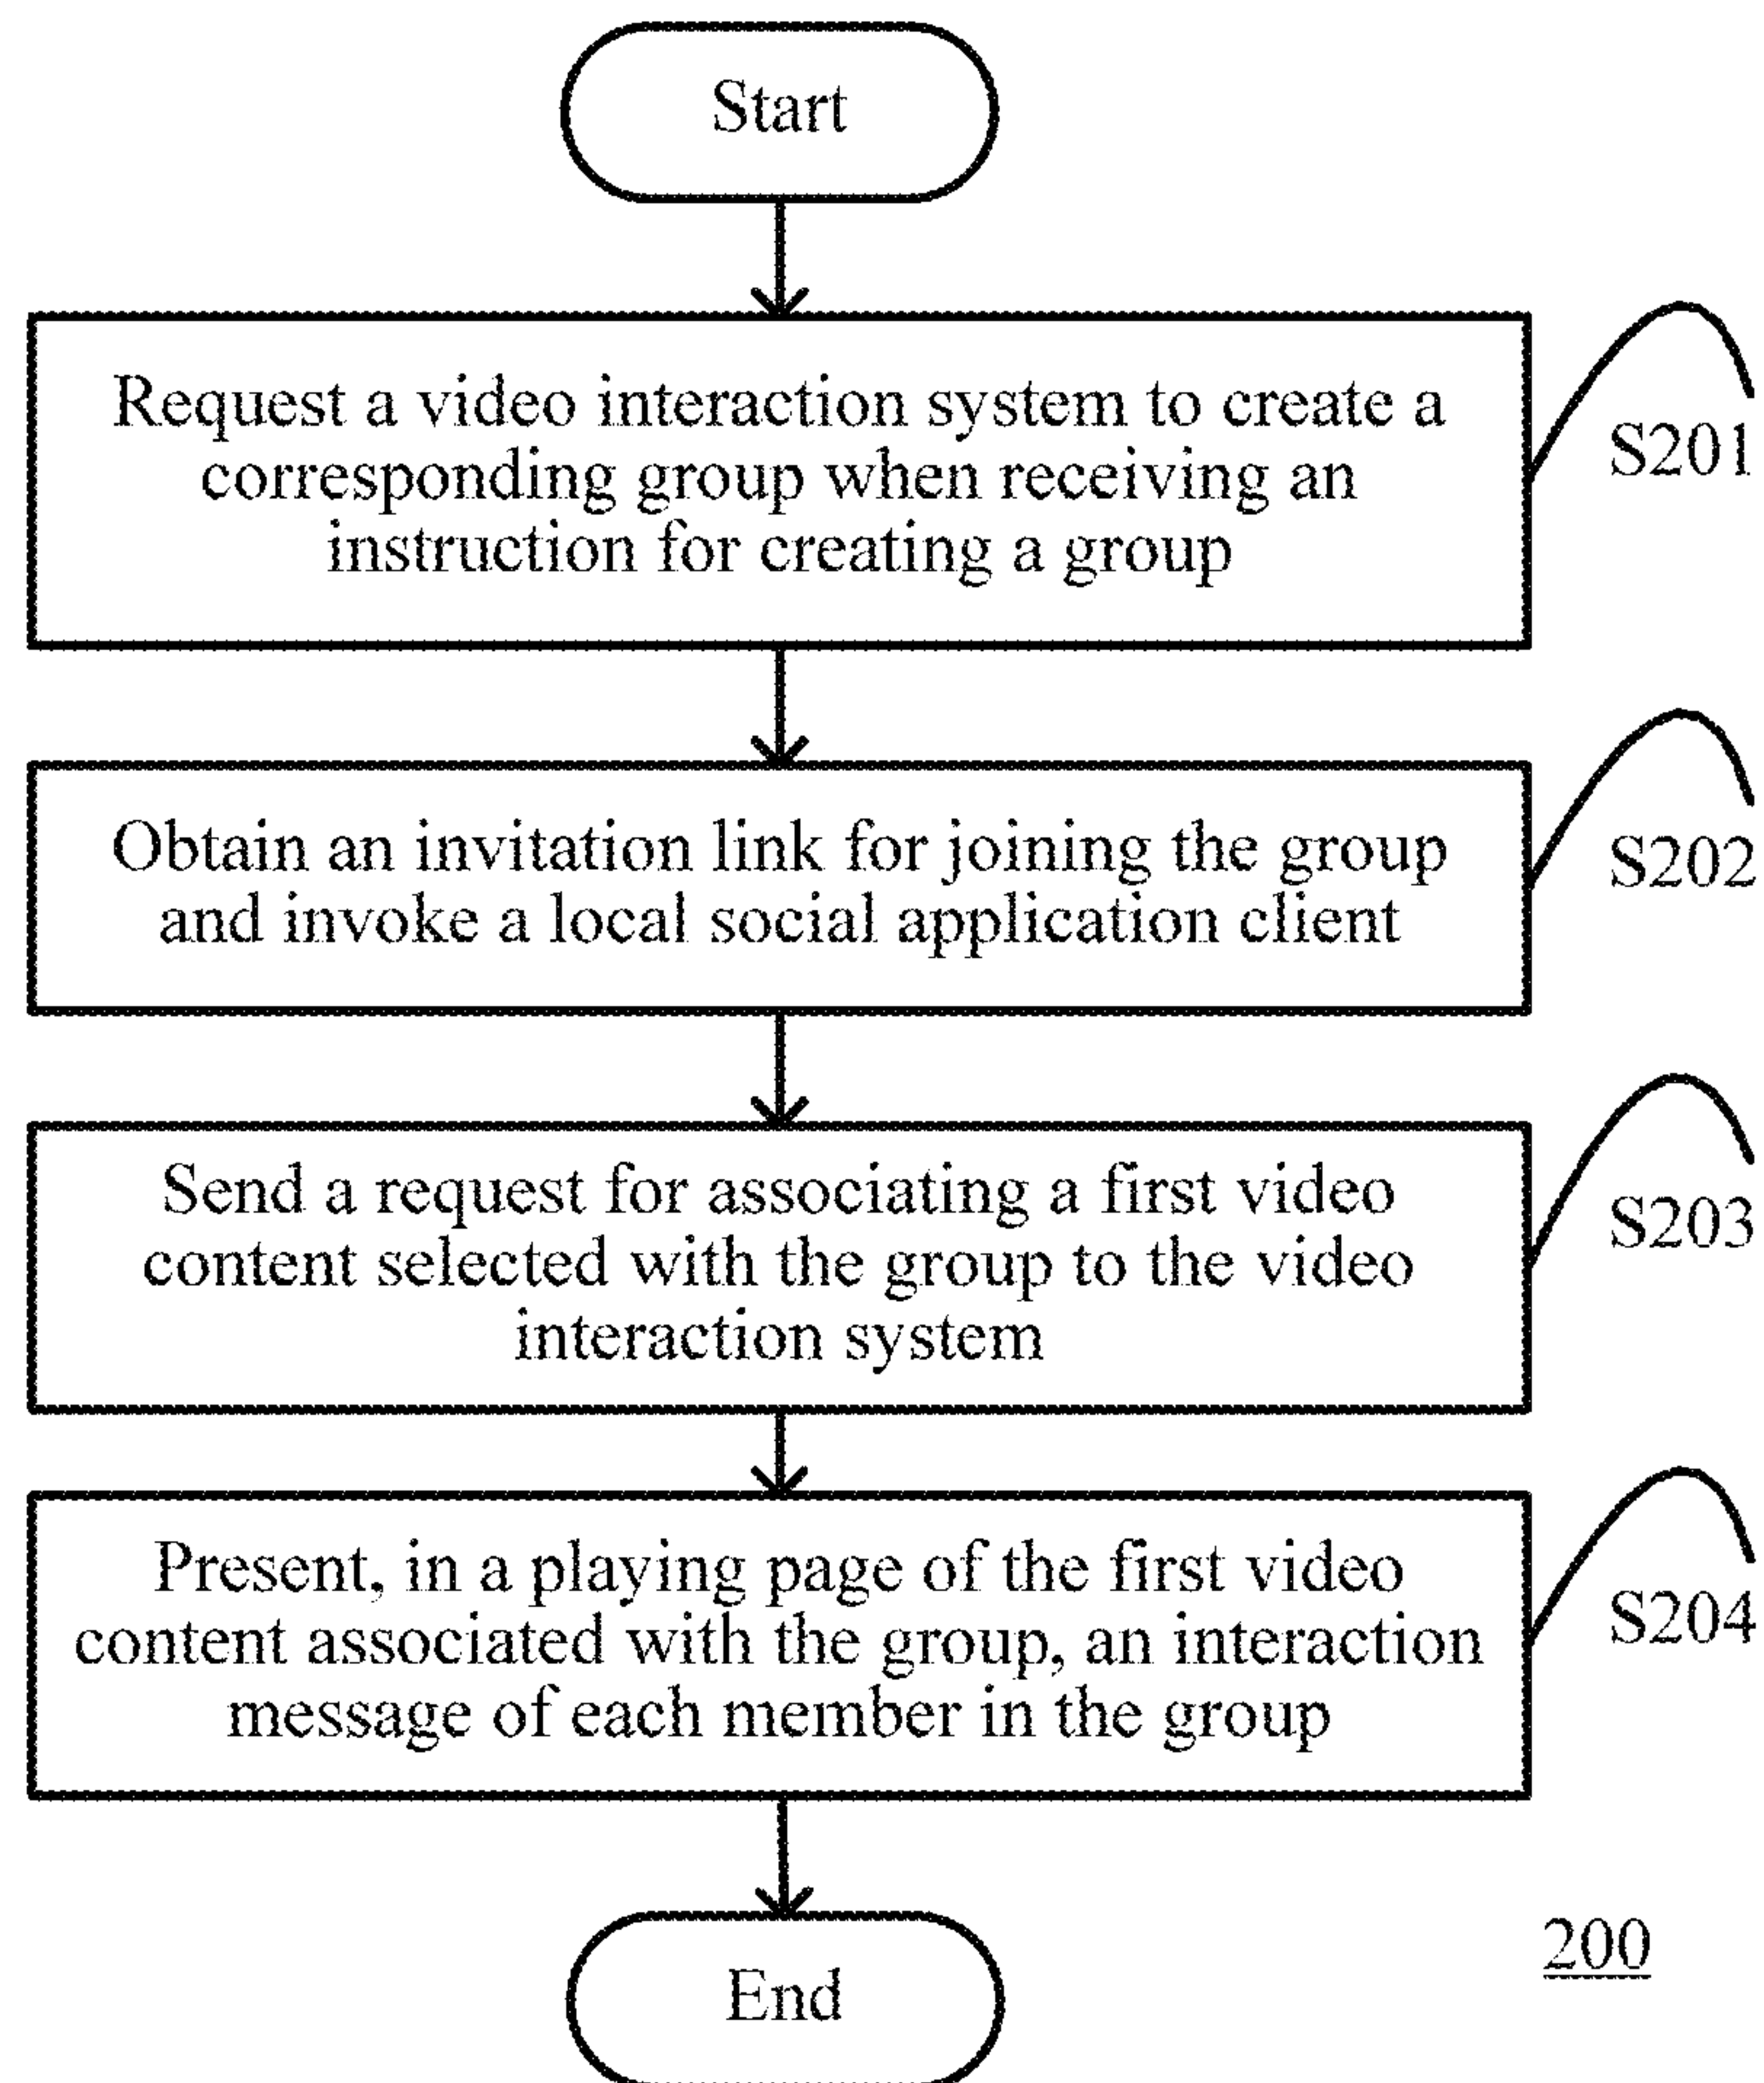 Start
Request a video interaction system to create a
corresponding group when receiving an
instruction for creating a group
S201
Obtain an invitation link for joining the group
and invoke a local social application client
S202
Send a request for associating a first video
content selected with the group to the video
interaction system
S203
Present, in a playing page of the first video
content associated with the group, an interaction
message of each member in the group
S204
End
200